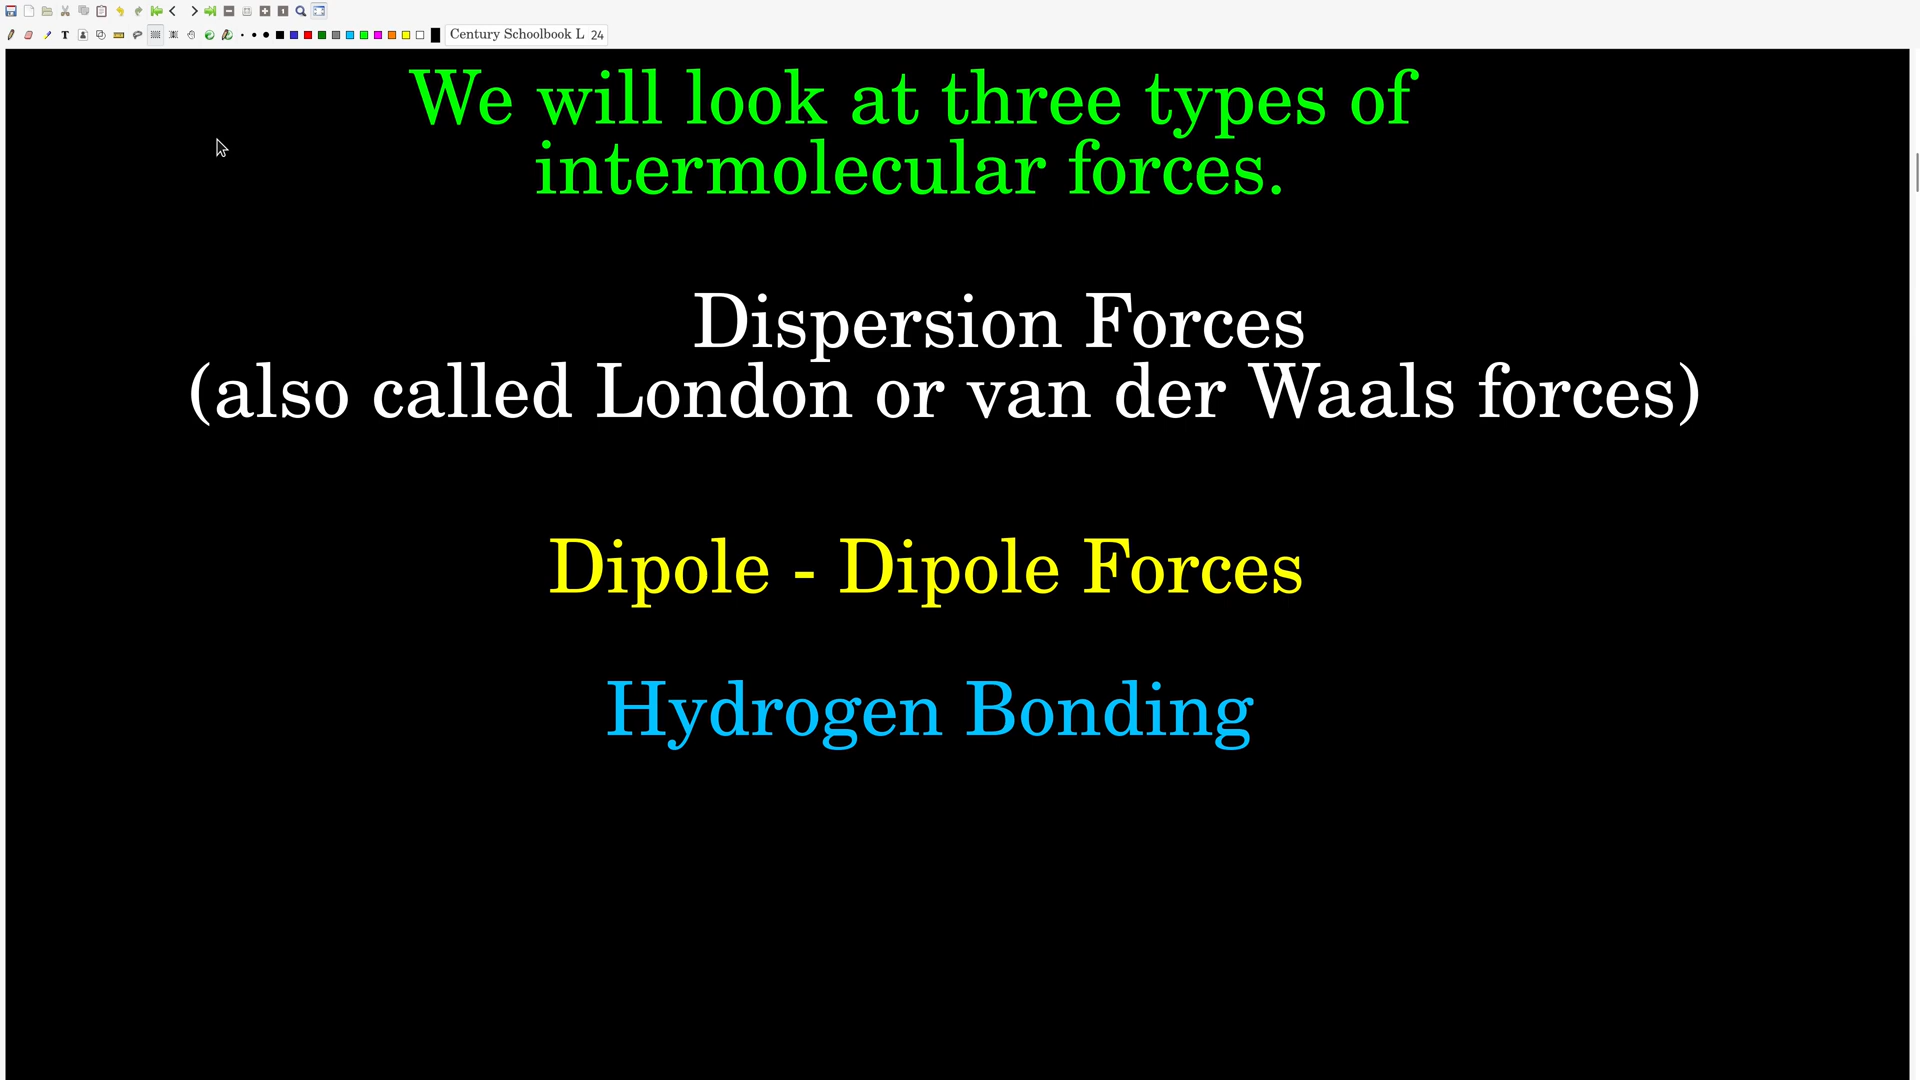 Century Schoolbook L 24
We will look at three types of
intermolecular forces.
Dispersion Forces
(also called London or van der Waals forces)
Dipole - Dipole Forces
Hydrogen Bonding